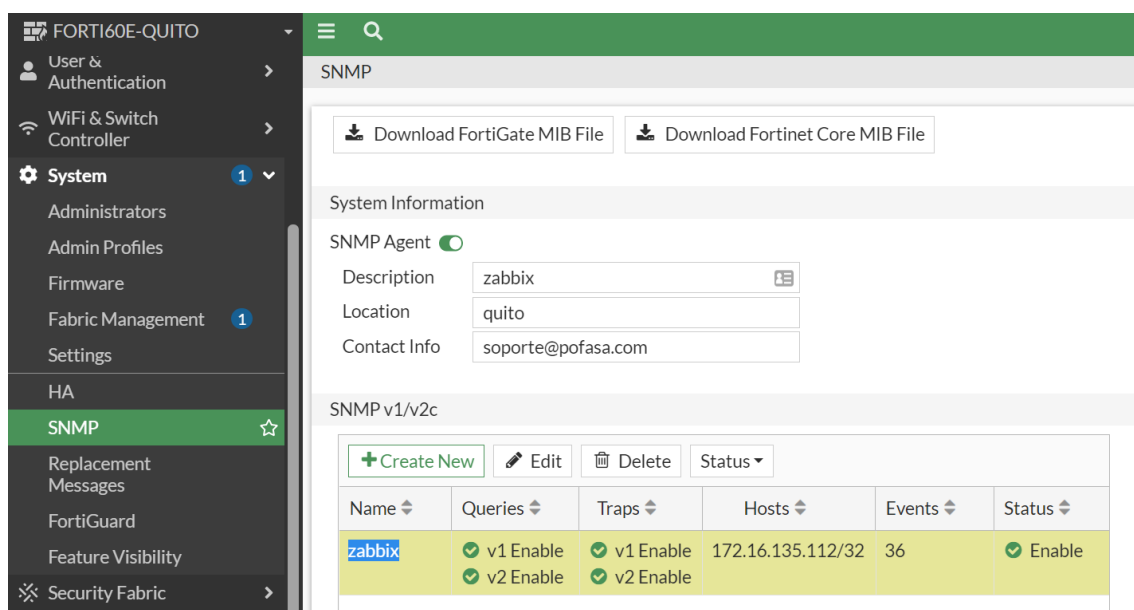 FORTI60E-QUITO
User &
Authentication
WiFi & Switch
Controller
System 1
Administrators
Admin Profiles
Firmware
Fabric Management 1
Settings
HA
SNMP
Replacement
Messages
FortiGuard
Feature Visibility
Security Fabric
SNMP
Download FortiGate MIB File Download Fortinet Core MIB File
System Information
SNMP Agent
Description zabbix
Location quito
Contact Info soporte@pofasa.com
SNMP v1/v2c
Create New Edit Delete Status
Name Queries Traps Hosts Events Status
zabbix v1 Enable v1 Enable 172.16.135.112/32 36 Enable
v2 Enable v2 Enable